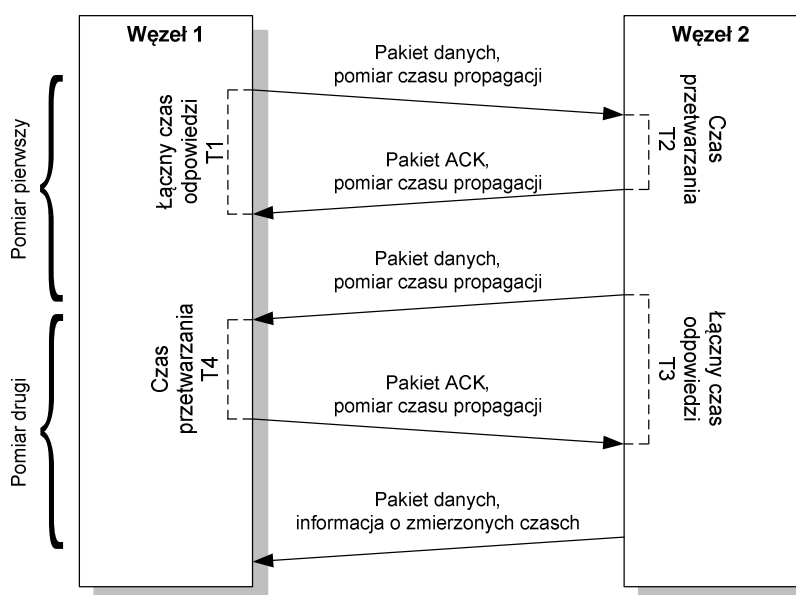 Węzeł 1
Węzeł 2
Pakiet danych,
pomiar czasu propagacji
Pomiar pierwszy
Łączny czas
odpowiedzi
T1
Czas
przetwarzania
T2
Pakiet ACK,
pomiar czasu propagacji
Pakiet danych,
pomiar czasu propagacji
Pomiar drugi
Czas
przetwarzania
T4
Łączny czas
odpowiedzi
T3
Pakiet ACK,
pomiar czasu propagacji
Pakiet danych,
informacja o zmierzonych czasch